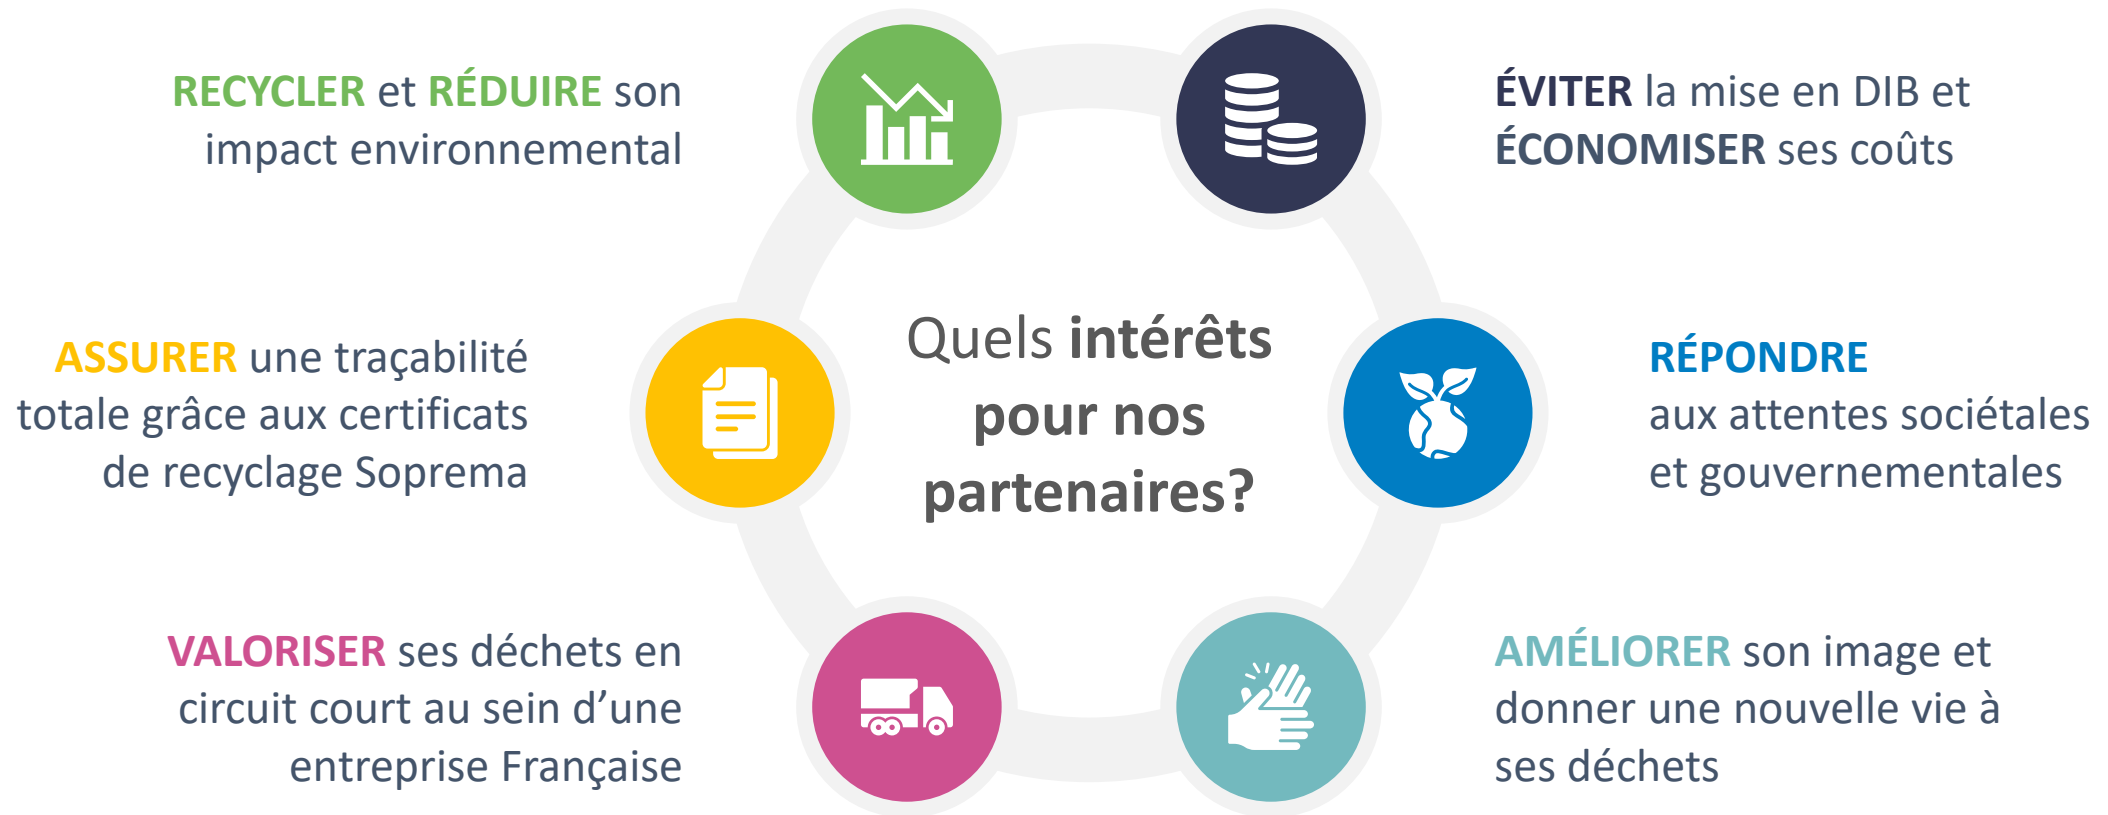 RECYCLER et RÉDUIRE son
impact environnemental
ÉVITER la mise en DIB et
ÉCONOMISER ses coûts
ASSURER une traçabilité
totale grâce aux certificats
de recyclage Soprema
Quels intérêts
pour nos
partenaires?
RÉPONDRE
aux attentes sociétales
et gouvernementales
VALORISER ses déchets en
circuit court au sein d’une
entreprise Française
AMÉLIORER son image et
donner une nouvelle vie à
ses déchets